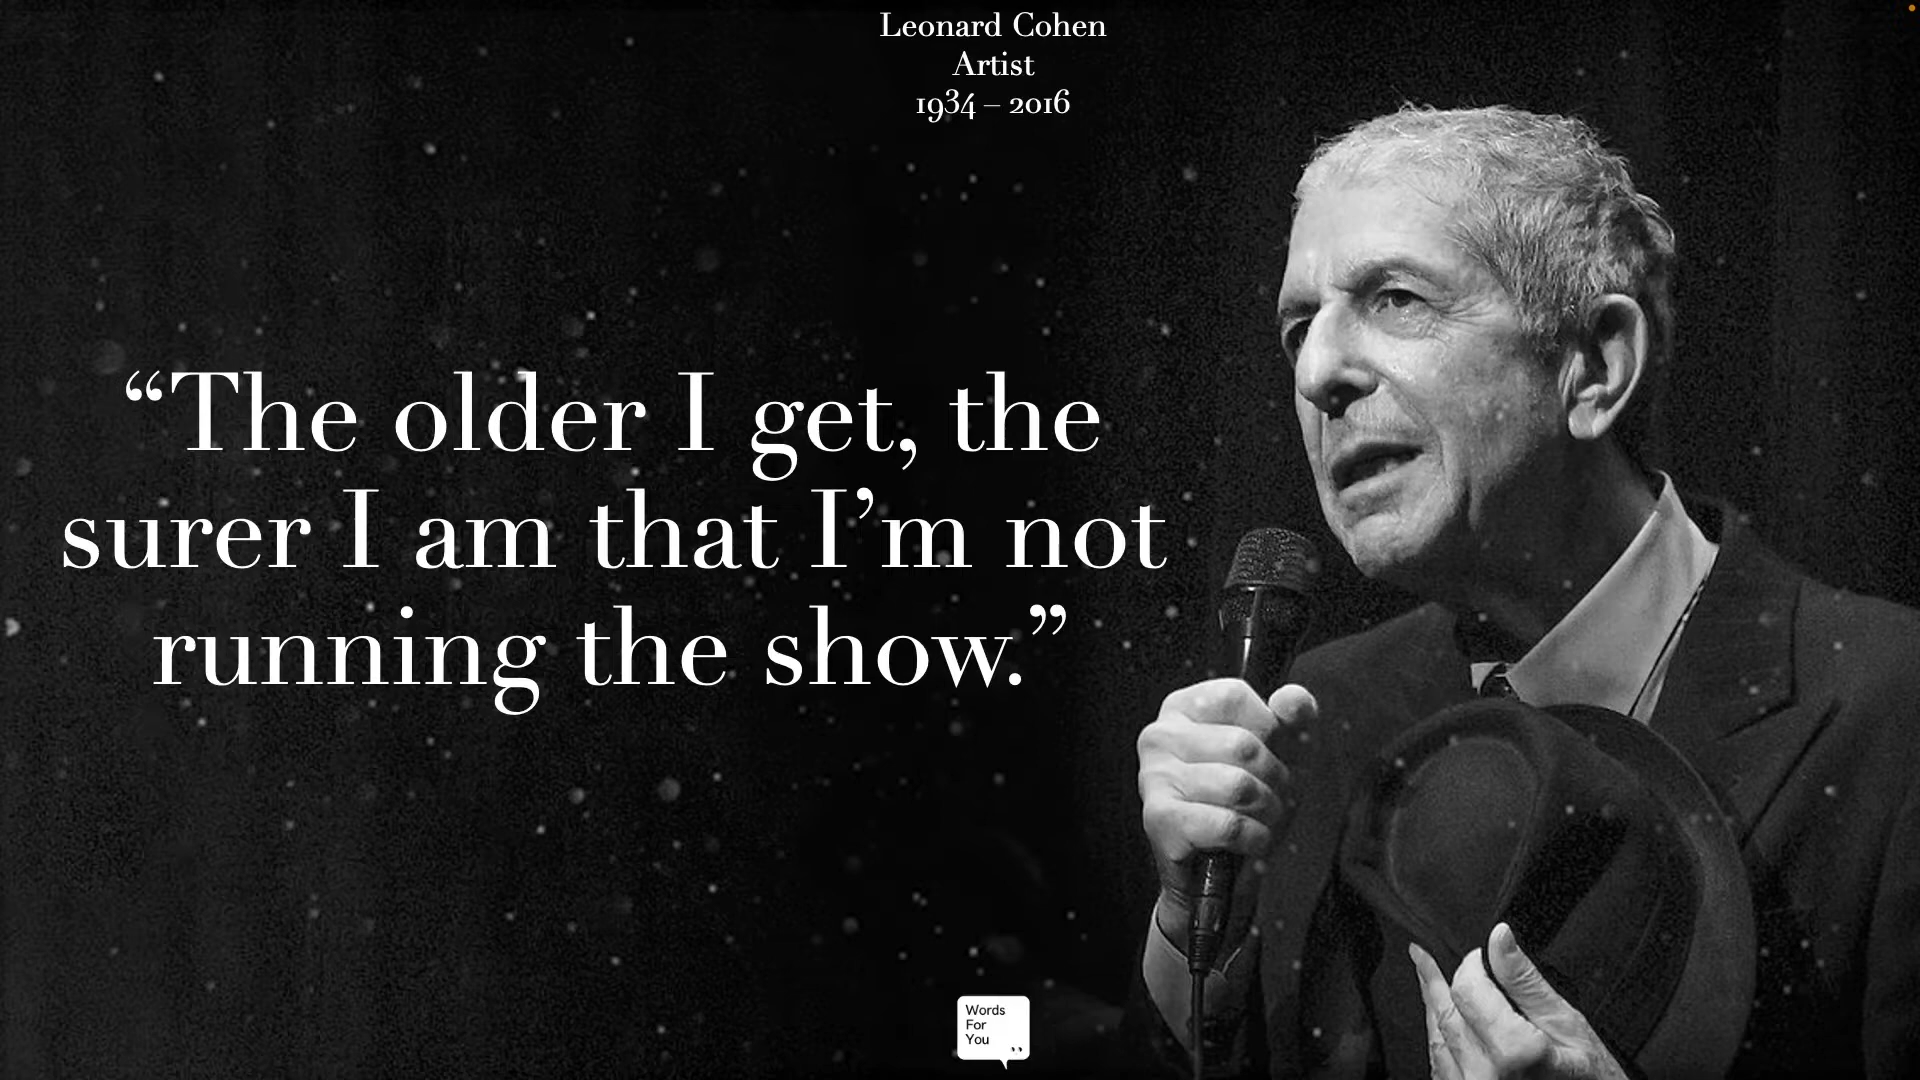 Leonard Cohen
Artist
1934 – 2016
“The older I get, the
surer I am that I’m not
running the show.”
Words
For
You